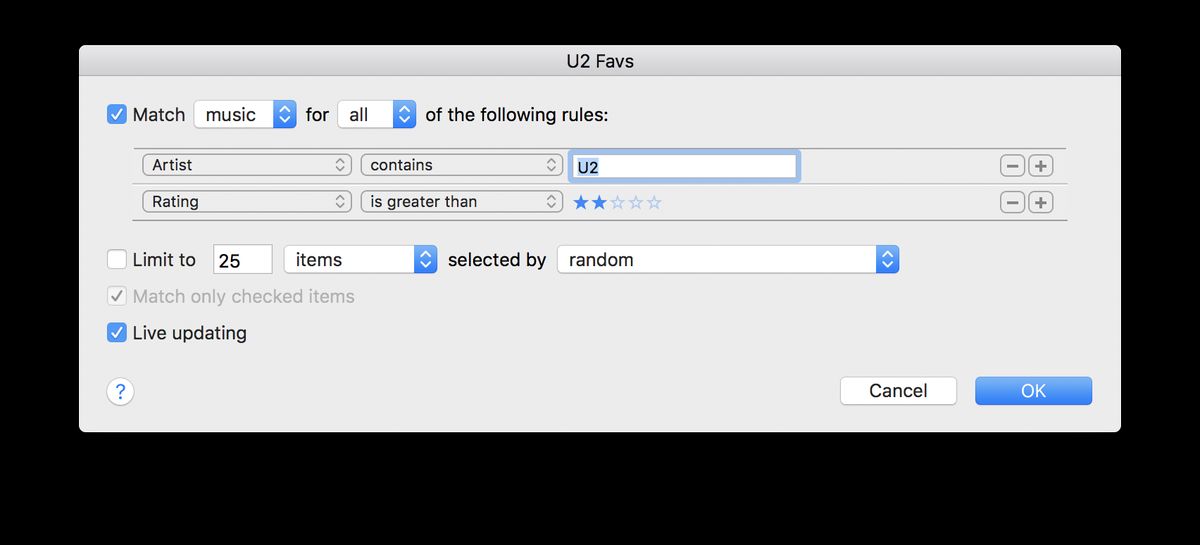 U2 Favs
Match music for all of the following rules:
Artist contains U2
Rating is greater than
Limit to 25 items selected by random
Match only checked items
Live updating
? Cancel OK